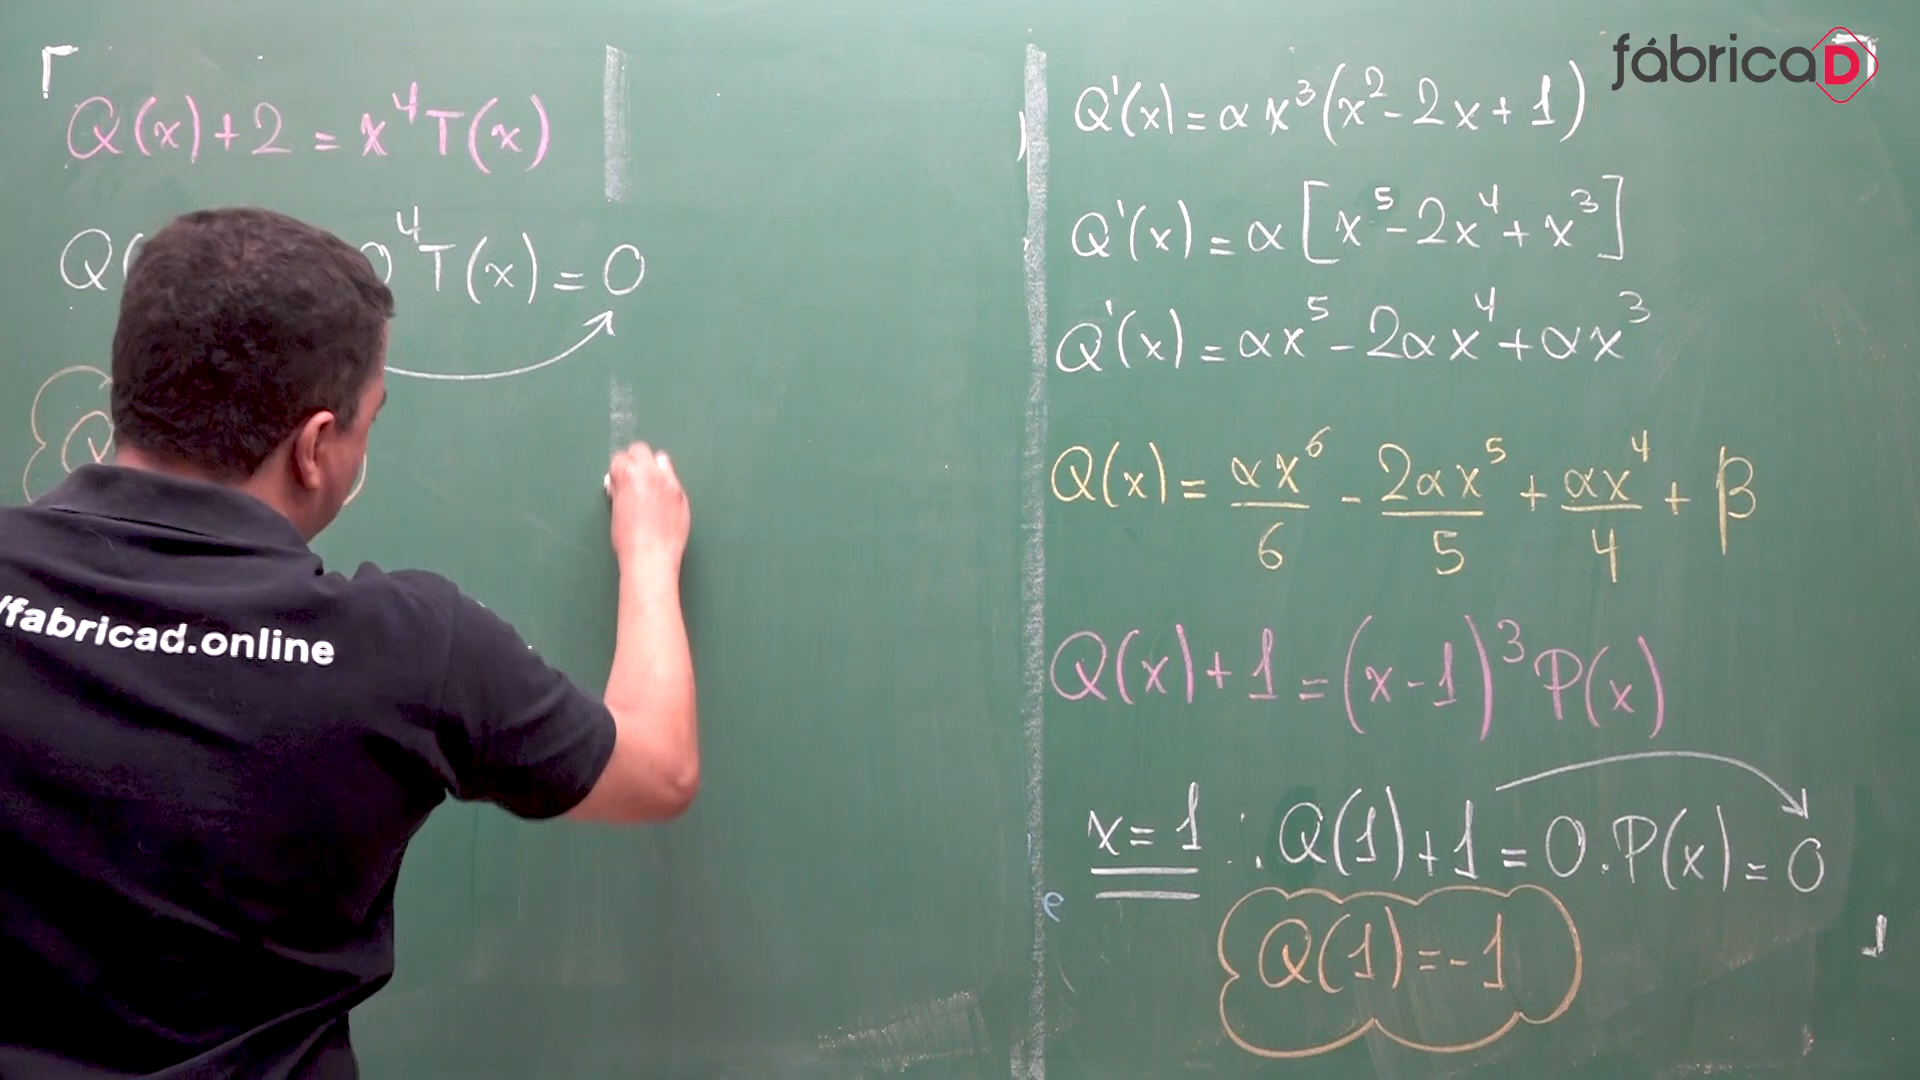 Q(x)+2 = x⁴T(x)
Q( 0⁴T(x) = 0
Q
/fabricad.online
fábricaD
Q'(x) = αx³(x²-2x+1)
Q'(x) = α[x⁵-2x⁴+x³]
Q'(x) = αx⁵-2αx⁴+αx³
Q(x) = αx⁶/6 - 2αx⁵/5 + αx⁴/4 + β
Q(x)+1 = (x-1)³P(x)
x=1 ∴ Q(1)+1 = 0.P(x) = 0
e
Q(1) = -1